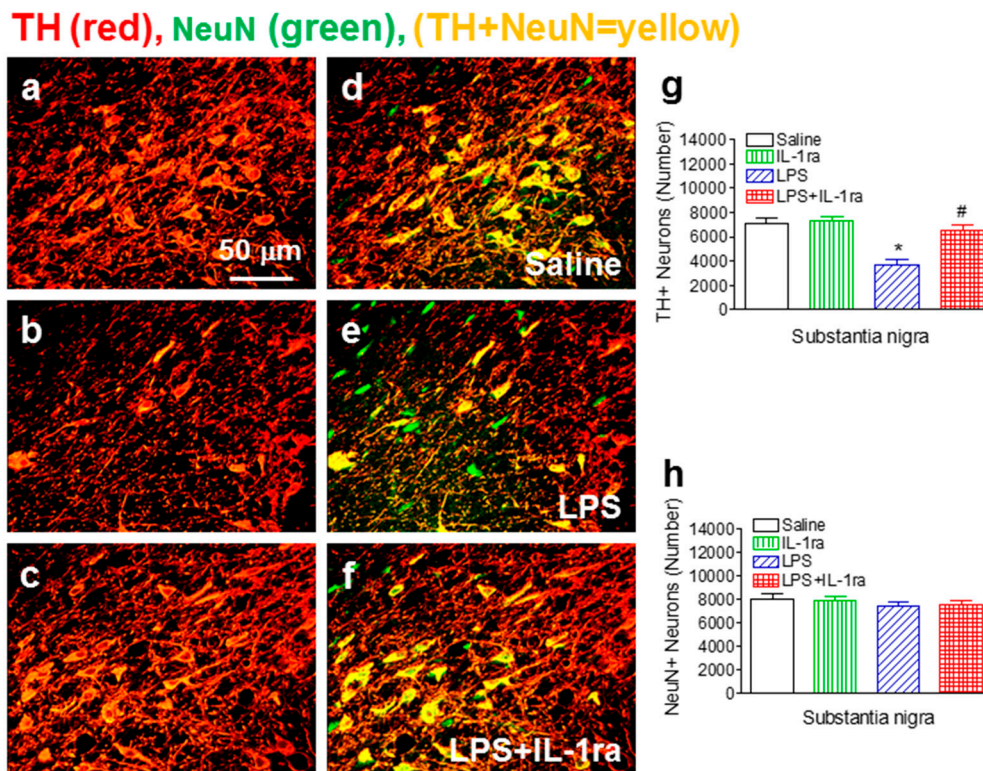 TH (red), NeuN (green), (TH+NeuN=yellow)
a
50 μm
d
Saline
b
e
LPS
c
f
LPS+IL-1ra
g
TH+ Neurons (Number)
14000
12000
10000
8000
6000
4000
2000
0
Saline
IL-1ra
LPS
LPS+IL-1ra
*
#
Substantia nigra
h
NeuN+ Neurons (Number)
14000
12000
10000
8000
6000
4000
2000
0
Saline
IL-1ra
LPS
LPS+IL-1ra
Substantia nigra